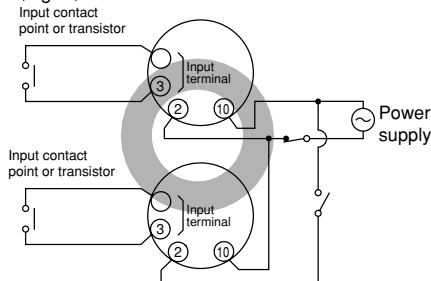 Input contact
point or transistor
Input
terminal
3
2
10
Power
supply
Input contact
point or transistor
Input
terminal
3
2
10